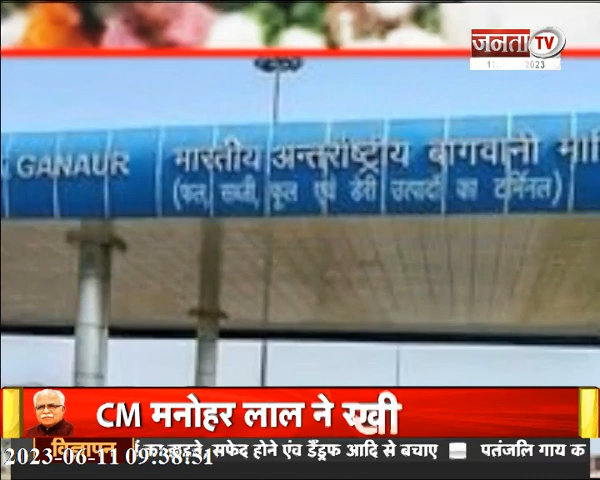 जनता TV
2023
GANAUR भारतीय अन्तर्राष्ट्रीय बागवानी
(फल, सब्जी, फूल एवं डेरी उत्पादों का टर्मिनल)
CM मनोहर लाल ने रखी
विज्ञापन सफेद होने एंव डैंड्रफ आदि से बचाए पतंजलि गाय क
2023-06-11 09:38:51